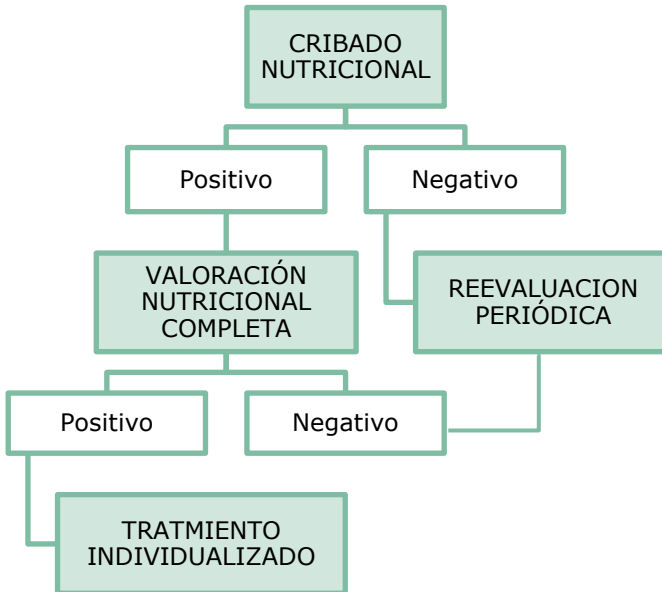 CRIBADO
NUTRICIONAL
Positivo
Negativo
VALORACIÓN
NUTRICIONAL
COMPLETA
REEVALUACION
PERIÓDICA
Positivo
Negativo
TRATMIENTO
INDIVIDUALIZADO